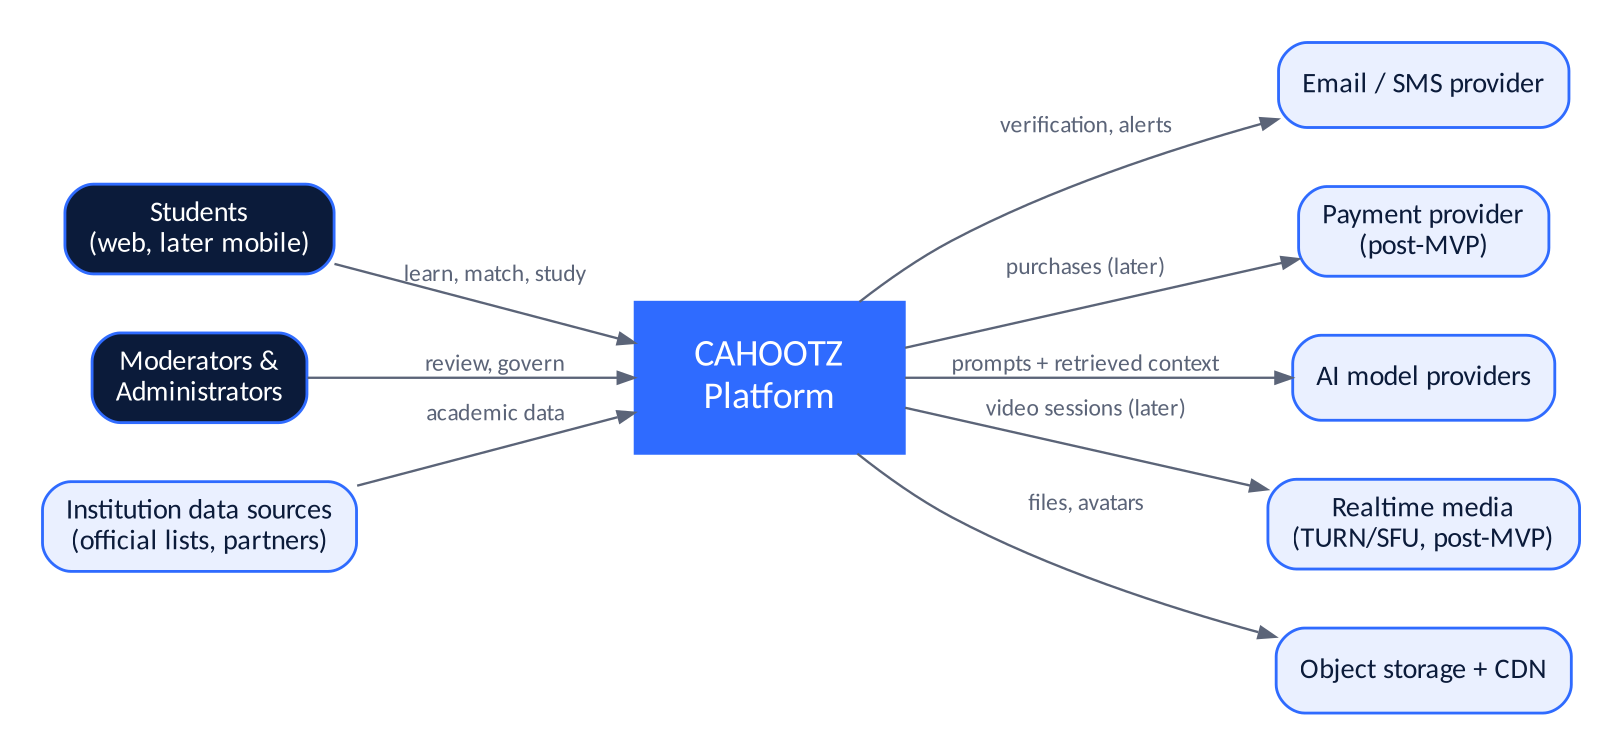 Students
(web, later mobile)
learn, match, study
Moderators &
Administrators
review, govern
Institution data sources
(official lists, partners)
academic data
CAHOOTZ
Platform
verification, alerts
Email / SMS provider
purchases (later)
Payment provider
(post-MVP)
prompts + retrieved context
AI model providers
video sessions (later)
Realtime media
(TURN/SFU, post-MVP)
files, avatars
Object storage + CDN